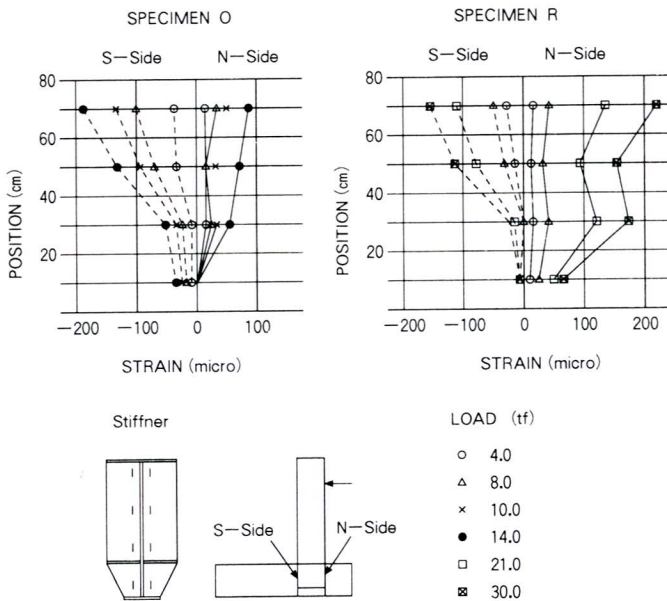 SPECIMEN O
S-Side N-Side
80
60
40
20
POSITION (cm)
-200 -100 0 100
STRAIN (micro)
SPECIMEN R
S-Side N-Side
80
60
40
20
POSITION (cm)
-200 -100 0 100 200
STRAIN (micro)
Stiffner
S-Side
N-Side
LOAD (tf)
4.0
8.0
10.0
14.0
21.0
30.0